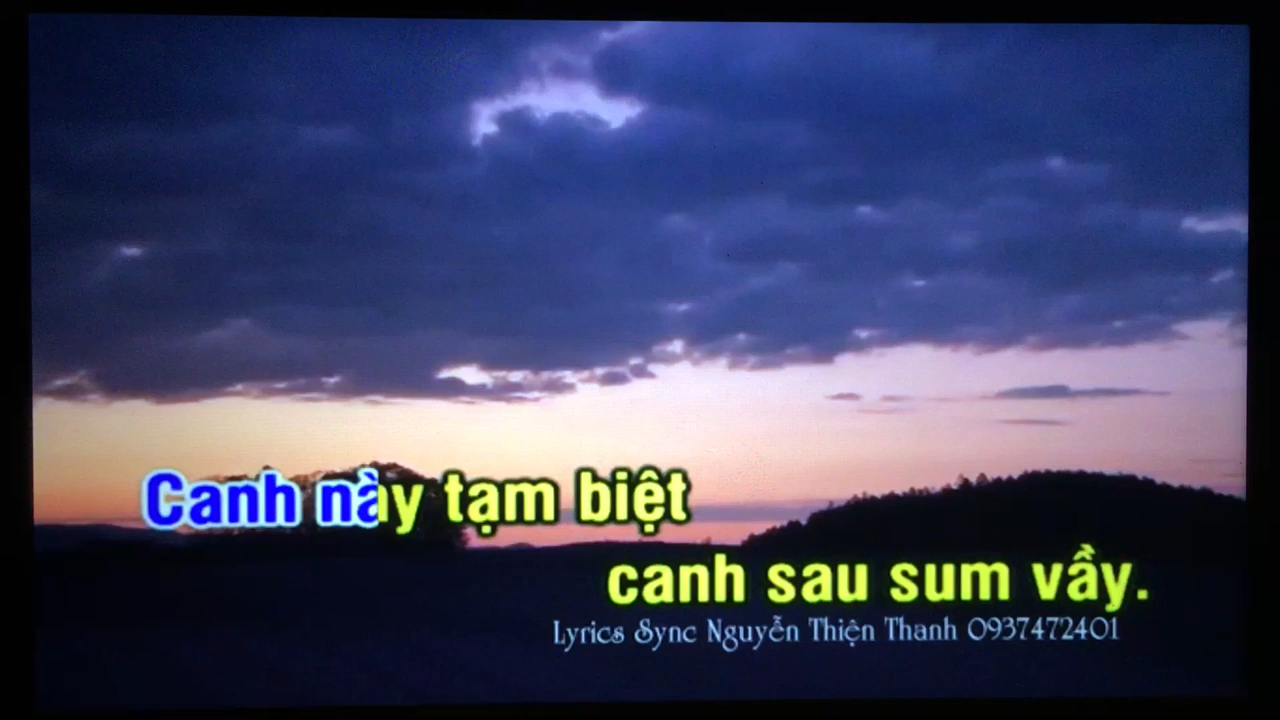 Canh này tạm biệt
canh sau sum vầy.
Lyrics Sync Nguyễn Thiện Thanh 0937472401